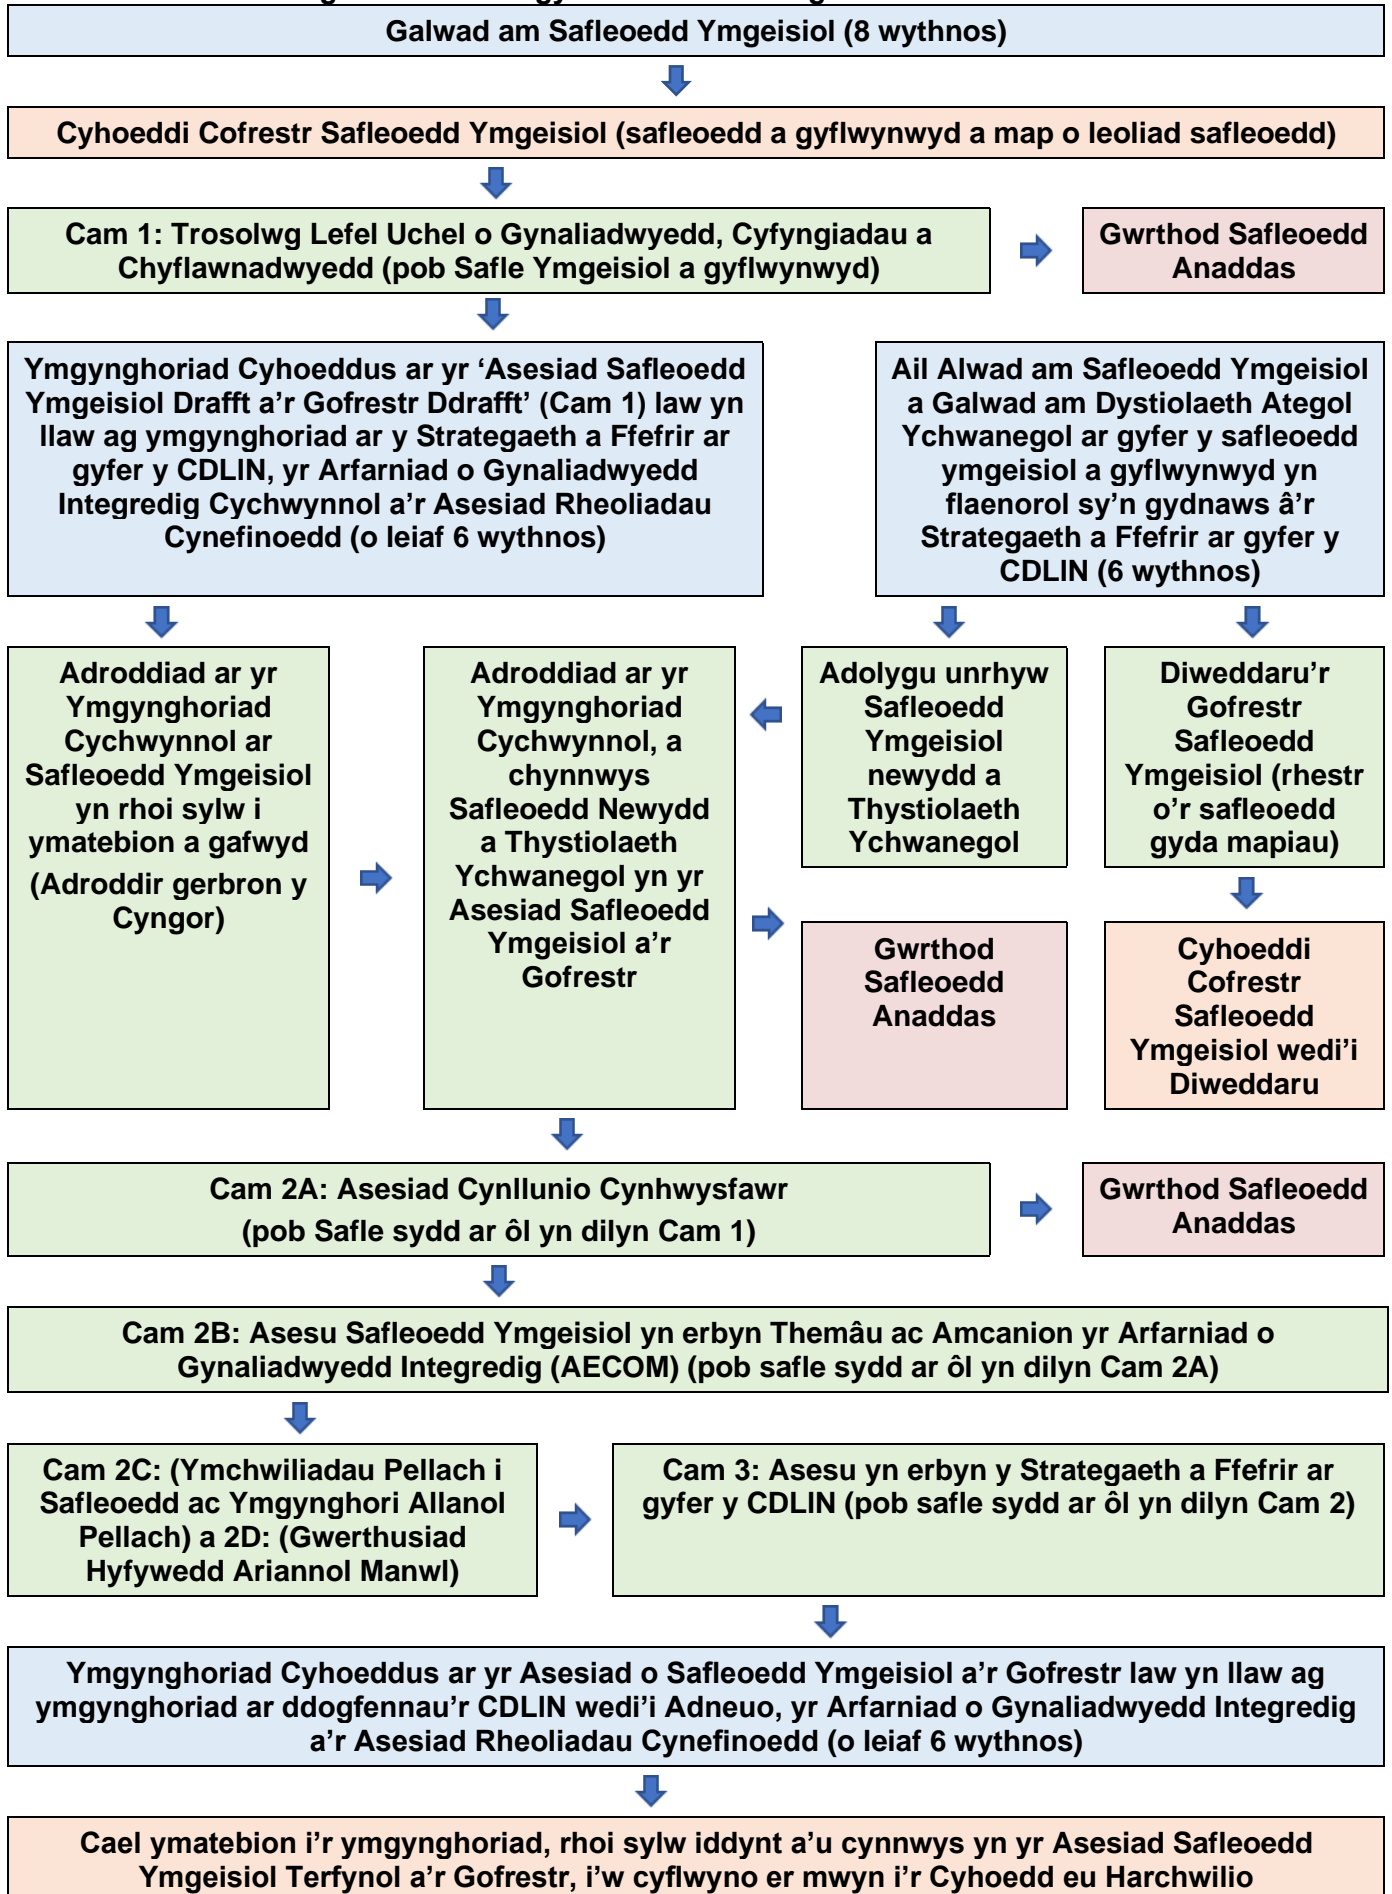 Galwad am Safleoedd Ymgeisiol (8 wythnos)
Cyhoeddi Cofrestr Safleoedd Ymgeisiol (safleoedd a gyflwynwyd a map o leoliad safleoedd)
Cam 1: Trosolwg Lefel Uchel o Gynaliadwyedd, Cyfyngiadau a
Chyflawnadwyedd (pob Safle Ymgeisiol a gyflwynwyd)
Gwrthod Safleoedd
Anaddas
Ymgynghoriad Cyhoeddus ar yr ‘Asesiad Safleoedd
Ymgeisiol Drafft a’r Gofrestr Ddrafft’ (Cam 1) law yn
llaw ag ymgynghoriad ar y Strategaeth a Ffefrir ar
gyfer y CDLlN, yr Arfarniad o Gynaliadwyedd
Integredig Cychwynnol a’r Asesiad Rheoliadau
Cynefinoedd (o leiaf 6 wythnos)
Ail Alwad am Safleoedd Ymgeisiol
a Galwad am Dystiolaeth Ategol
Ychwanegol ar gyfer y safleoedd
ymgeisiol a gyflwynwyd yn
flaenorol sy’n gydnaws â’r
Strategaeth a Ffefrir ar gyfer y
CDLlN (6 wythnos)
Adroddiad ar yr
Ymgynghoriad
Cychwynnol ar
Safleoedd Ymgeisiol
yn rhoi sylw i
ymatebion a gafwyd
(Adroddir gerbron y
Cyngor)
Adroddiad ar yr
Ymgynghoriad
Cychwynnol, a
chynnwys
Safleoedd Newydd
a Thystiolaeth
Ychwanegol yn yr
Asesiad Safleoedd
Ymgeisiol a’r
Gofrestr
Adolygu unrhyw
Safleoedd
Ymgeisiol
newydd a
Thystiolaeth
Ychwanegol
Diweddaru’r
Gofrestr
Safleoedd
Ymgeisiol (rhestr
o’r safleoedd
gyda mapiau)
Gwrthod
Safleoedd
Anaddas
Cyhoeddi
Cofrestr
Safleoedd
Ymgeisiol wedi’i
Diweddaru
Cam 2A: Asesiad Cynllunio Cynhwysfawr
(pob Safle sydd ar ôl yn dilyn Cam 1)
Gwrthod Safleoedd
Anaddas
Cam 2B: Asesu Safleoedd Ymgeisiol yn erbyn Themâu ac Amcanion yr Arfarniad o
Gynaliadwyedd Integredig (AECOM) (pob safle sydd ar ôl yn dilyn Cam 2A)
Cam 2C: (Ymchwiliadau Pellach i
Safleoedd ac Ymgynghori Allanol
Pellach) a 2D: (Gwerthusiad
Hyfywedd Ariannol Manwl)
Cam 3: Asesu yn erbyn y Strategaeth a Ffefrir ar
gyfer y CDLlN (pob safle sydd ar ôl yn dilyn Cam 2)
Ymgynghoriad Cyhoeddus ar yr Asesiad o Safleoedd Ymgeisiol a’r Gofrestr law yn llaw ag
ymgynghoriad ar ddogfennau’r CDLlN wedi’i Adneuo, yr Arfarniad o Gynaliadwyedd Integredig
a’r Asesiad Rheoliadau Cynefinoedd (o leiaf 6 wythnos)
Cael ymatebion i’r ymgynghoriad, rhoi sylw iddynt a’u cynnwys yn yr Asesiad Safleoedd
Ymgeisiol Terfynol a’r Gofrestr, i’w cyflwyno er mwyn i’r Cyhoedd eu Harchwilio